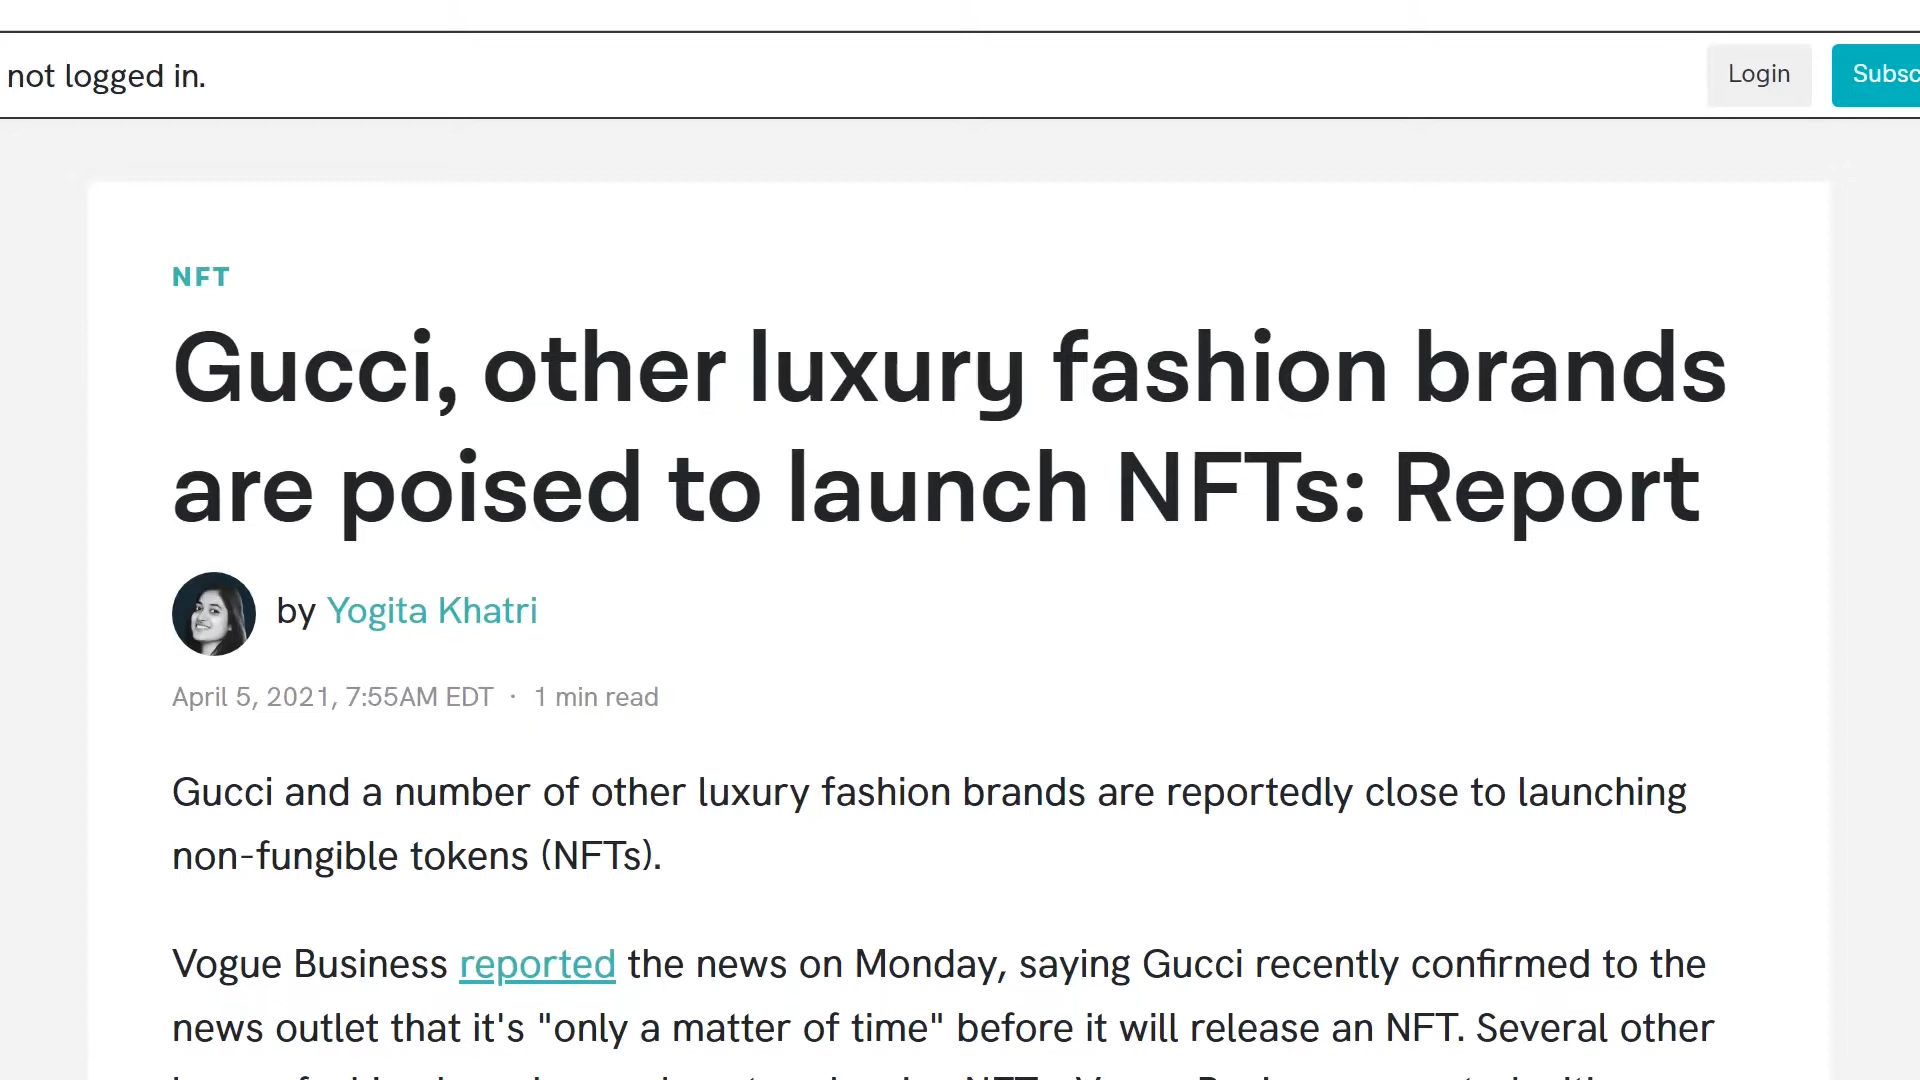 not logged in.
Login
Subsc
NFT
Gucci, other luxury fashion brands
are poised to launch NFTs: Report
by Yogita Khatri
April 5, 2021, 7:55AM EDT · 1 min read
Gucci and a number of other luxury fashion brands are reportedly close to launching
non-fungible tokens (NFTs).
Vogue Business reported the news on Monday, saying Gucci recently confirmed to the
news outlet that it's "only a matter of time" before it will release an NFT. Several other